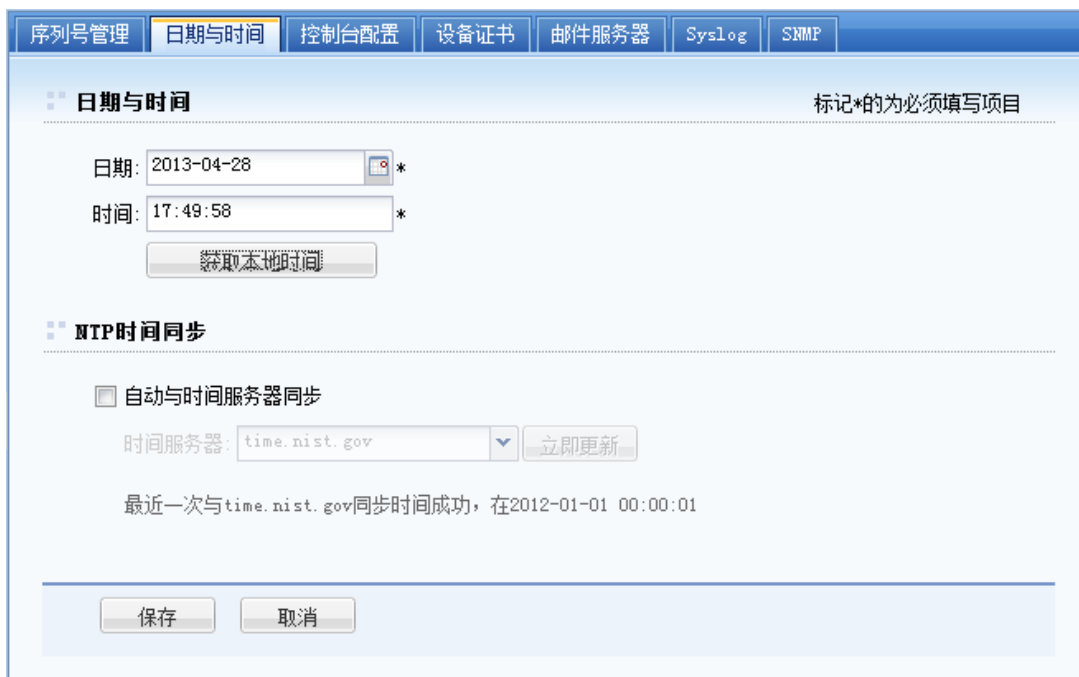 序列号管理 日期与时间 控制台配置 设备证书 邮件服务器 Syslog SNMP
日期与时间 标记*的为必须填写项目
日期: 2013-04-28 *
时间: 17:49:58 *
获取本地时间
NTP时间同步
自动与时间服务器同步
时间服务器: time.nist.gov 立即更新
最近一次与time.nist.gov同步时间成功，在2012-01-01 00:00:01
保存 取消